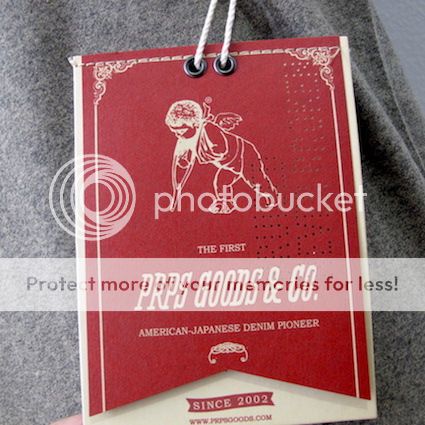 photobucket
THE FIRST
Protect more of your memories for less!
PRPS GOODS & CO.
AMERICAN-JAPANESE DENIM PIONEER
SINCE 2002
WWW.PRPSGOODS.COM